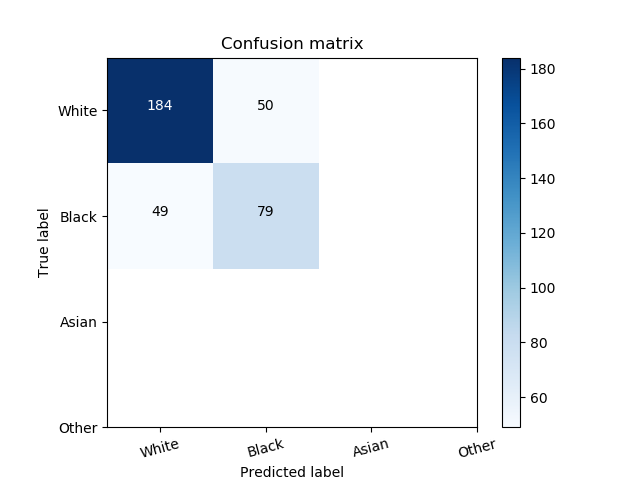 Confusion matrix
White 184 50
Black 49 79
Asian
Other
True label
White Black Asian Other
Predicted label
180
160
140
120
100
80
60